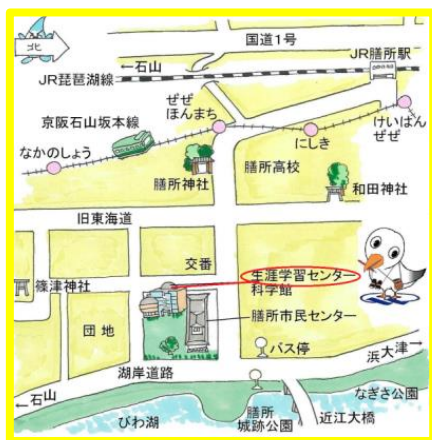 北
国道1号
←石山
JR膳所駅
JR琵琶湖線
ぜぜ
ほんまち
京阪石山坂本線
けいはん
ぜぜ
にしき
なかのしょう
膳所神社
膳所高校
和田神社
旧東海道
交番
生涯学習センター
科学館
篠津神社
膳所市民センター
団地
バス停
浜大津
湖岸道路
なぎさ公園
←石山
びわ湖
膳所
城跡公園
近江大橋